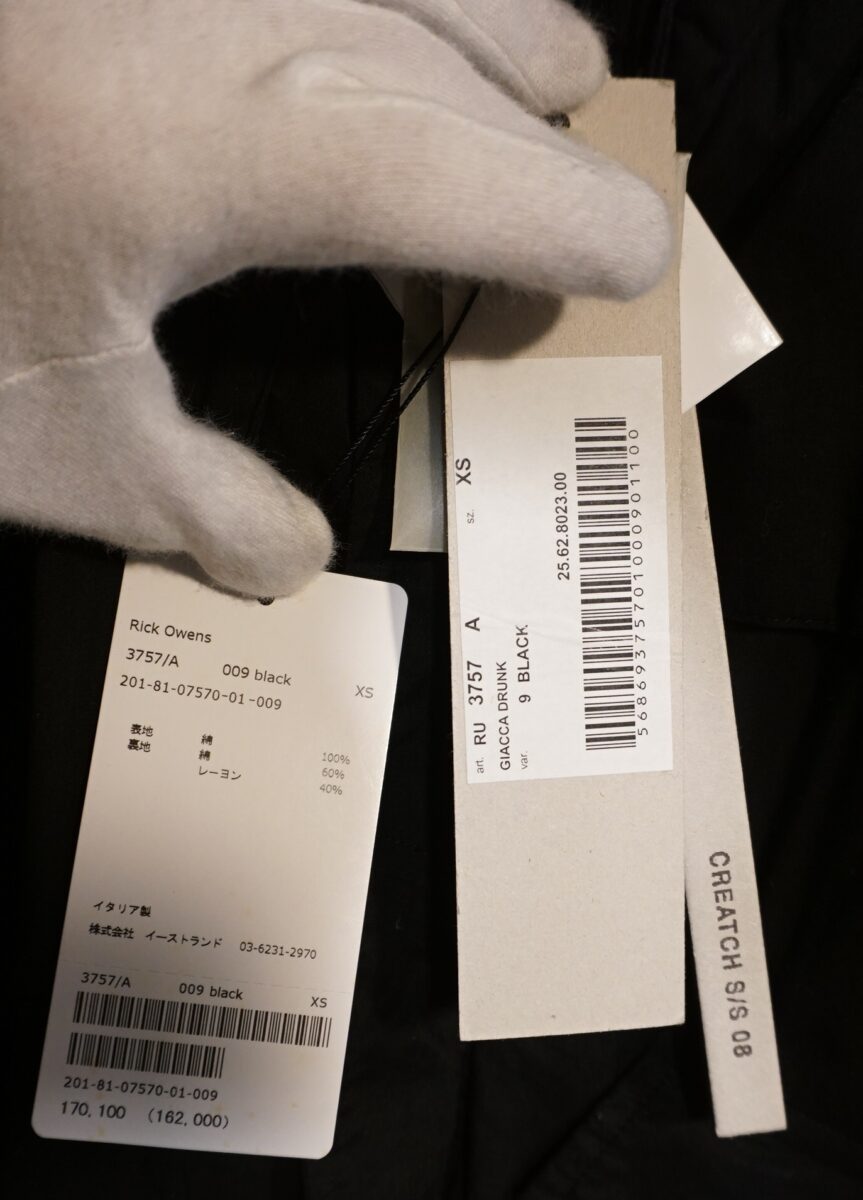 Rick Owens
3757/A 009 black XS
201-81-07570-01-009
表地 綿 100%
裏地 綿 60%
レーヨン 40%
イタリア製
株式会社 イーストランド 03-6231-2970
3757/A 009 black XS
201-81-07570-01-009
170,100 (162,000)
art. RU 3757 A sz. XS
GIACCA DRUNK
var. 9 BLACK
25.62.8023.00
56869375701000901100
CREATCH S/S 08